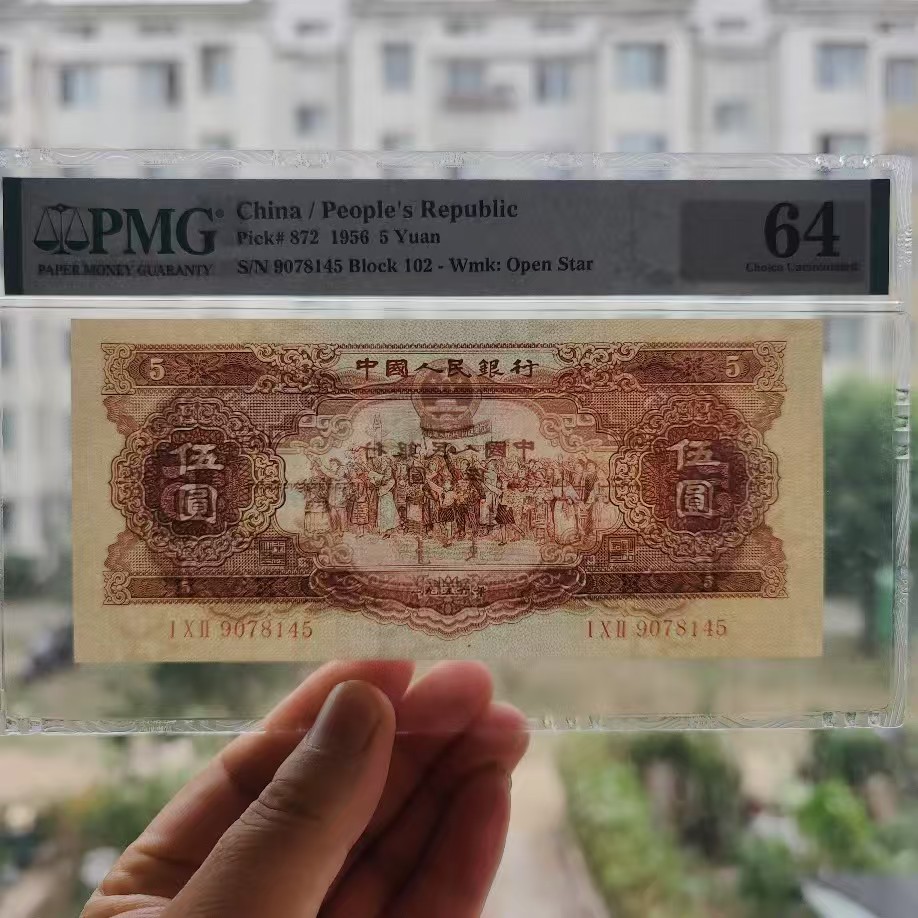 PMG®
PAPER MONEY GUARANTY
China / People's Republic
Pick# 872 1956 5 Yuan
S/N 9078145 Block 102 - Wmk: Open Star
64
Choice Uncirculated
5 中國人民銀行 5
伍圓 伍圓
5 5
I X II 9078145 I X II 9078145